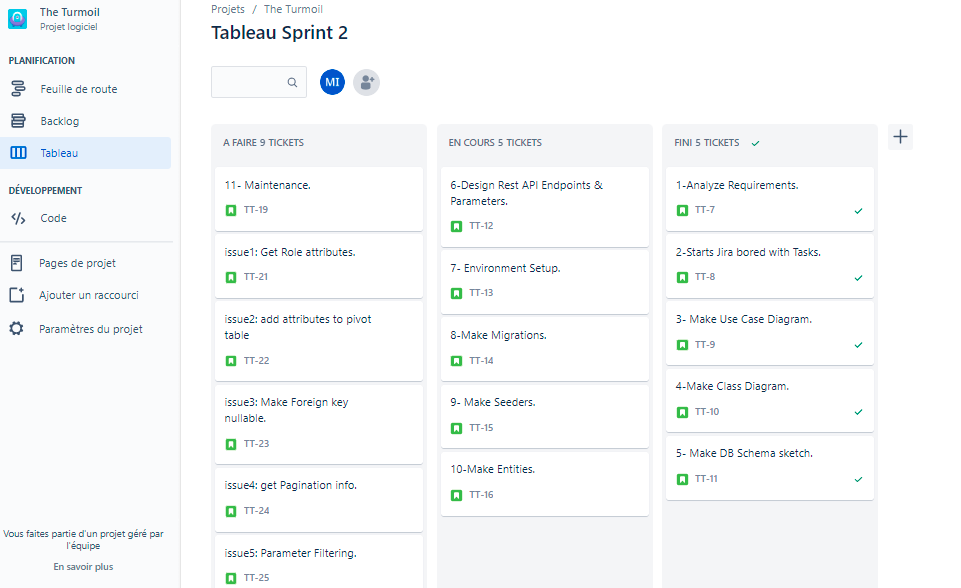 The Turmoil
Projet logiciel
PLANIFICATION
Feuille de route
Backlog
Tableau
DÉVELOPPEMENT
Code
Pages de projet
Ajouter un raccourci
Paramètres du projet
Vous faites partie d'un projet géré par
l'équipe
En savoir plus
Projets / The Turmoil
Tableau Sprint 2
MI
A FAIRE 9 TICKETS
11- Maintenance.
TT-19
issue1: Get Role attributes.
TT-21
issue2: add attributes to pivot
table
TT-22
issue3: Make Foreign key
nullable.
TT-23
issue4: get Pagination info.
TT-24
issue5: Parameter Filtering.
TT-25
EN COURS 5 TICKETS
6-Design Rest API Endpoints &
Parameters.
TT-12
7- Environment Setup.
TT-13
8-Make Migrations.
TT-14
9- Make Seeders.
TT-15
10-Make Entities.
TT-16
FINI 5 TICKETS
1-Analyze Requirements.
TT-7
2-Starts Jira bored with Tasks.
TT-8
3- Make Use Case Diagram.
TT-9
4-Make Class Diagram.
TT-10
5- Make DB Schema sketch.
TT-11